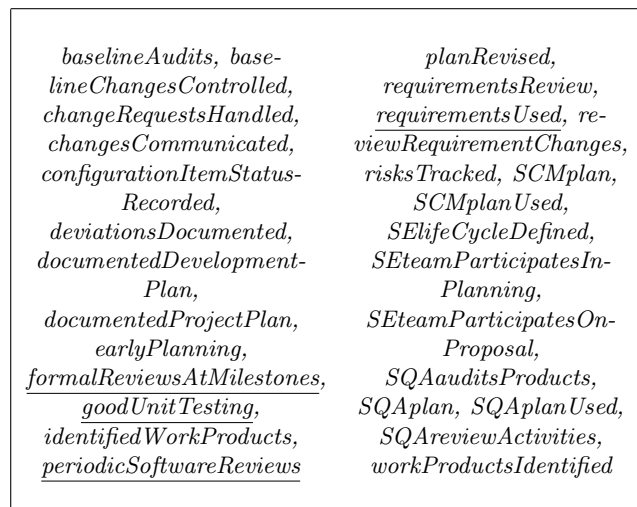 baselineAudits, base-
lineChangesControlled,
changeRequestsHandled,
changesCommunicated,
configurationItemStatus-
Recorded,
deviationsDocumented,
documentedDevelopment-
Plan,
documentedProjectPlan,
earlyPlanning,
formalReviewsAtMilestones,
goodUnitTesting,
identifiedWorkProducts,
periodicSoftwareReviews
planRevised,
requirementsReview,
requirementsUsed, re-
viewRequirementChanges,
risksTracked, SCMplan,
SCMplanUsed,
SElifeCycleDefined,
SEteamParticipatesIn-
Planning,
SEteamParticipatesOn-
Proposal,
SQAauditsProducts,
SQAplan, SQAplanUsed,
SQAreviewActivities,
workProductsIdentified